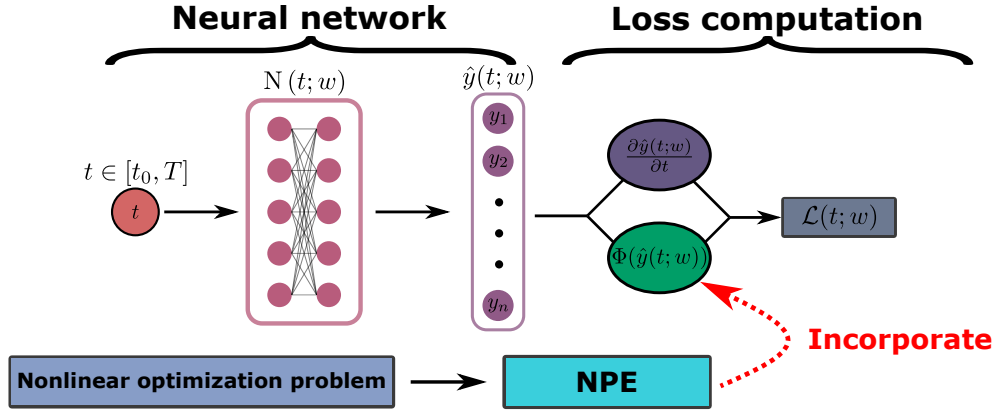 Neural network
Loss computation
N (t; w)
ŷ(t; w)
t ∈ [t₀, T]
t
y₁
y₂
yₙ
∂ŷ(t;w)
∂t
Φ(ŷ(t; w))
ℒ(t; w)
Incorporate
Nonlinear optimization problem
NPE